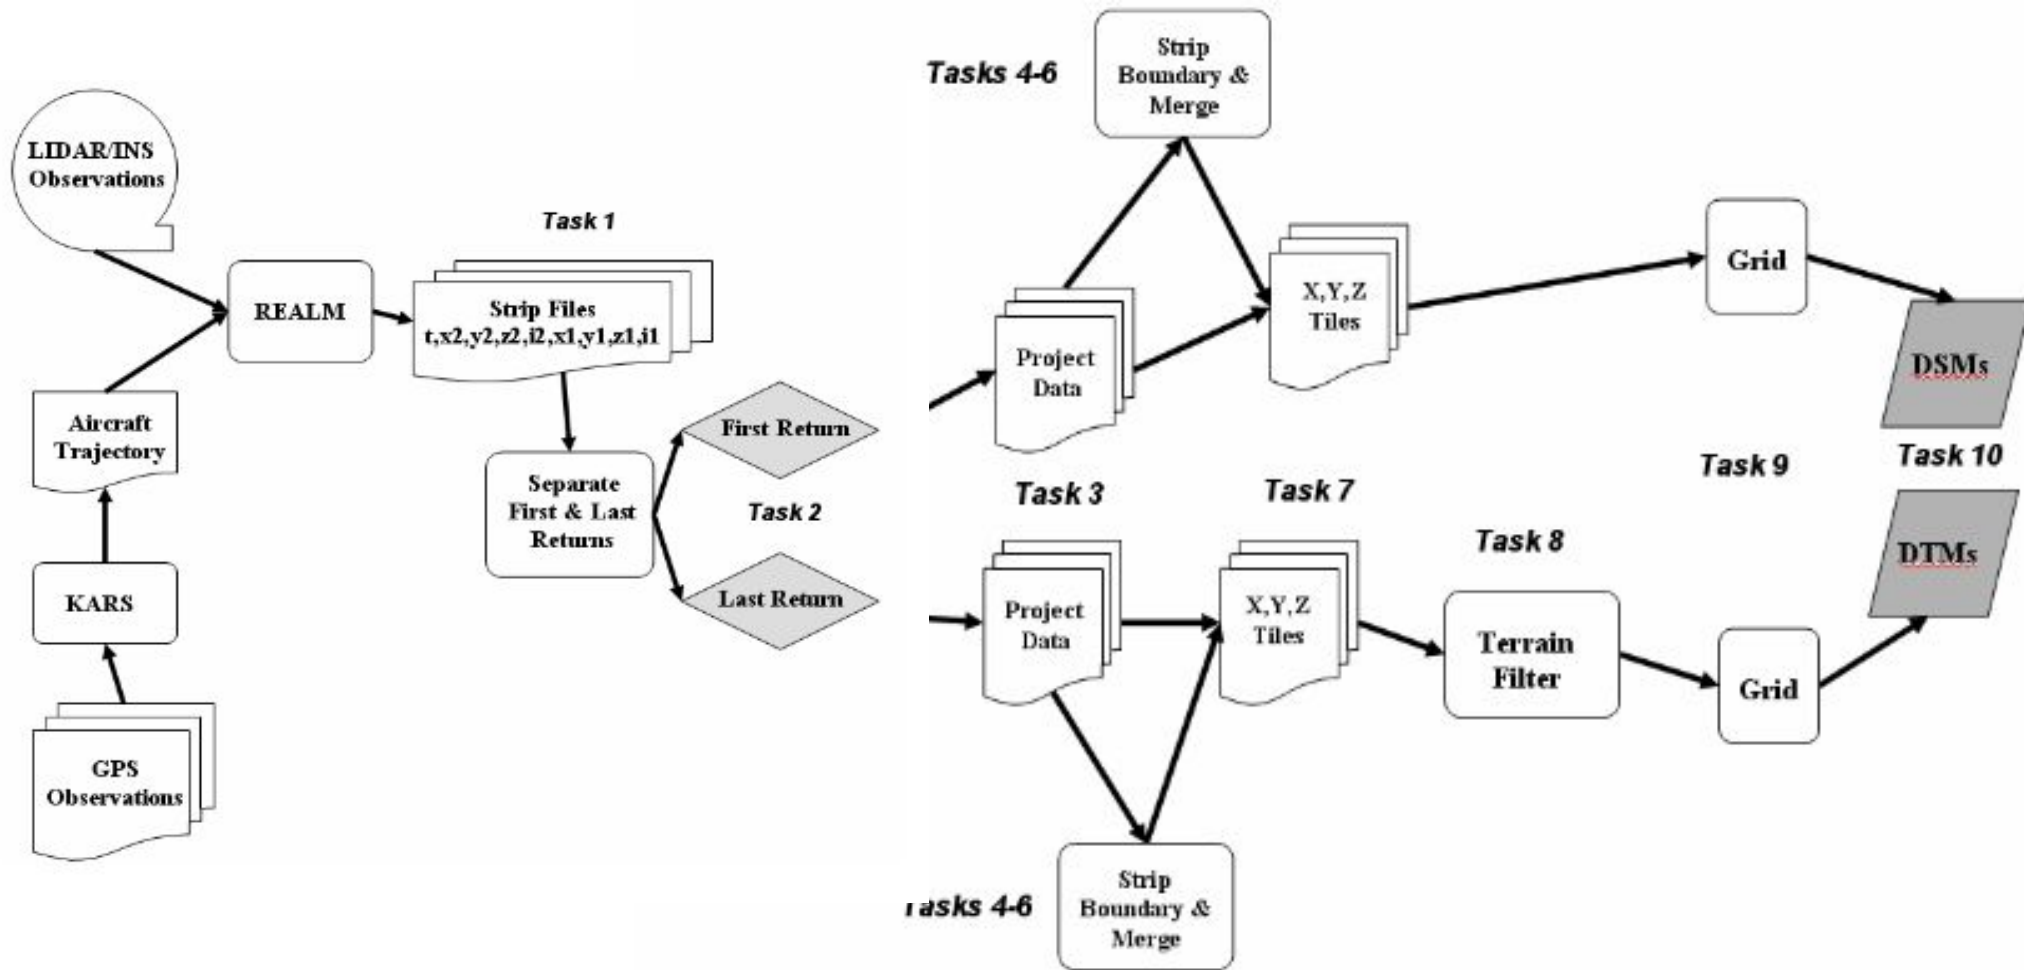 LIDAR/INS
Observations
Task 1
REALM
Strip Files
t,x2,y2,z2,i2,x1,y1,z1,i1
Aircraft
Trajectory
First Return
Separate
First & Last
Returns
Task 2
Last Return
KARS
GPS
Observations
Tasks 4-6
Strip
Boundary &
Merge
Project
Data
X,Y,Z
Tiles
Grid
DSMs
Task 3
Task 7
Task 8
Task 9
Task 10
Project
Data
X,Y,Z
Tiles
Terrain
Filter
Grid
DTMs
Tasks 4-6
Strip
Boundary &
Merge